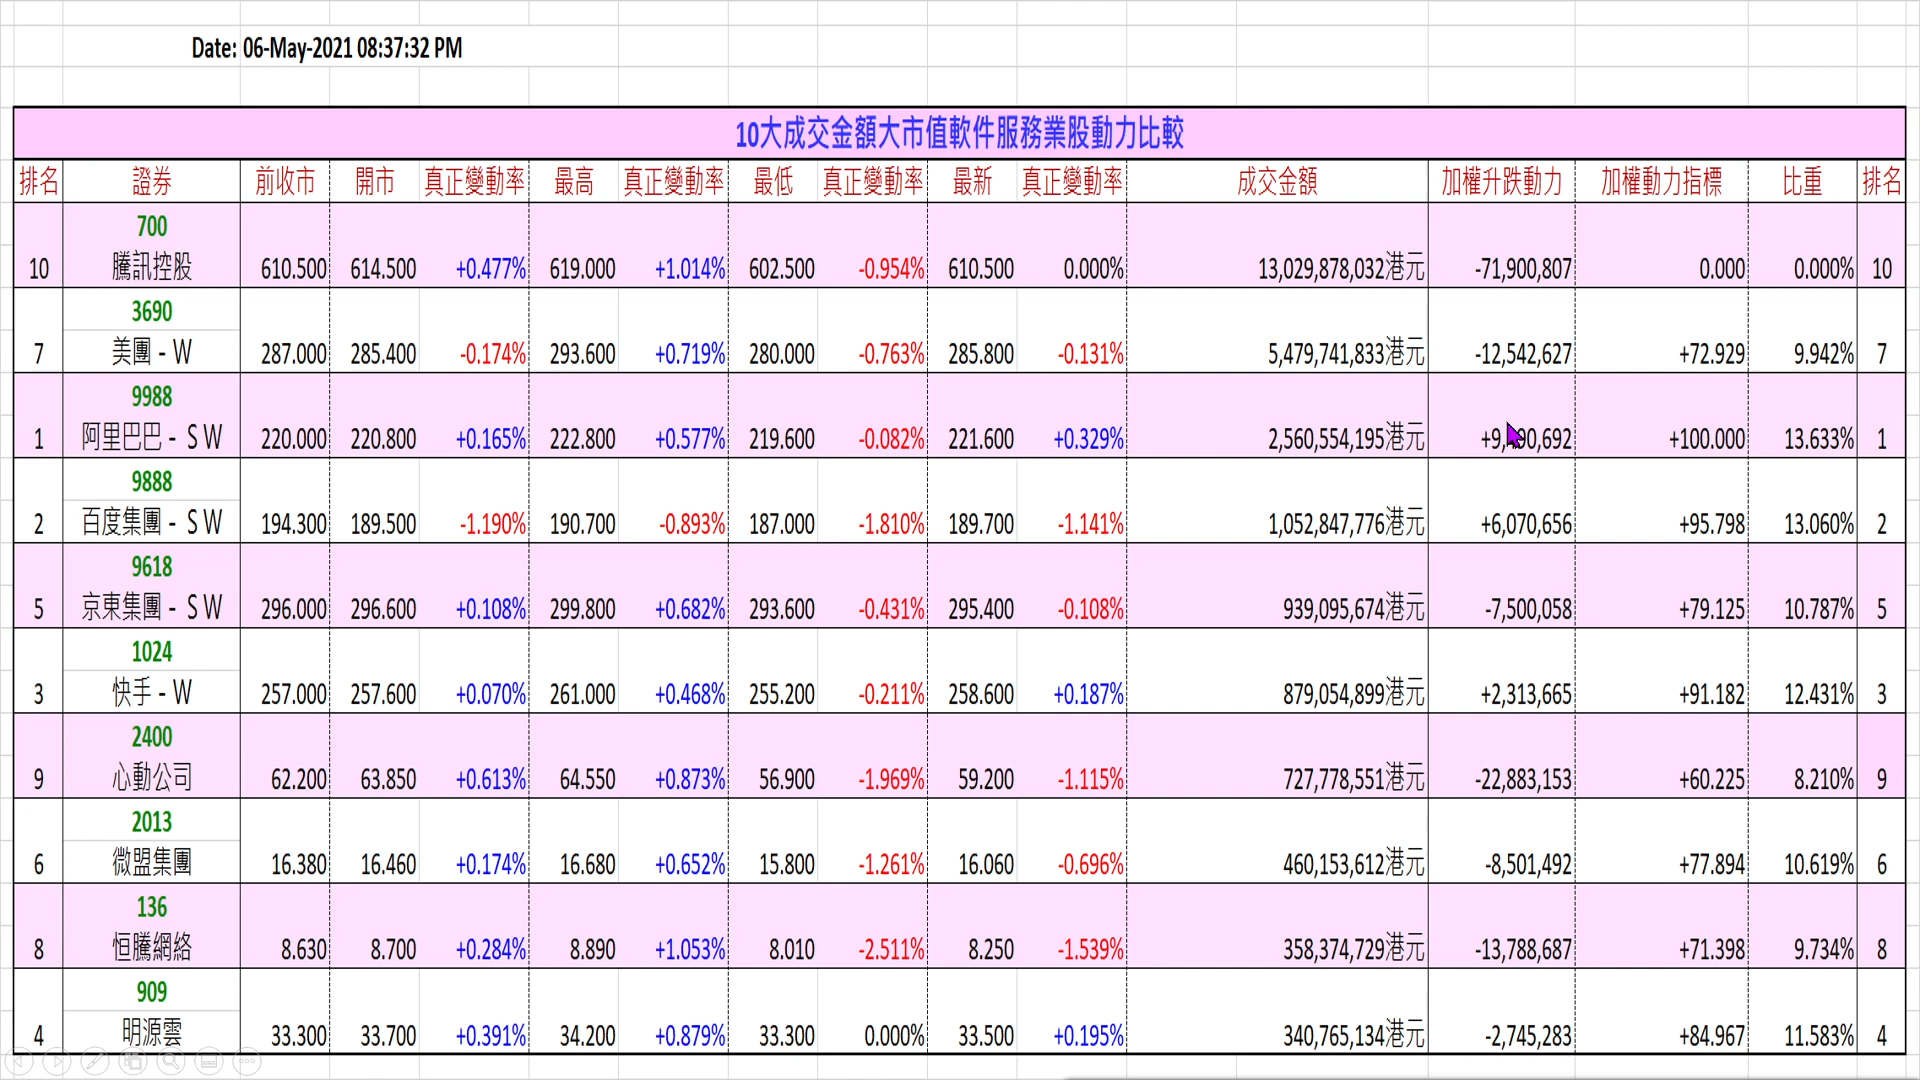 Date: 06-May-2021 08:37:32 PM
10大成交金額大市值軟件服務業股動力比較
排名 證券 前收市 開市 真正變動率 最高 真正變動率 最低 真正變動率 最新 真正變動率 成交金額 加權升跌動力 加權動力指標 比重 排名
700
10 騰訊控股 610.500 614.500 +0.477% 619.000 +1.014% 602.500 -0.954% 610.500 0.000% 13,029,878,032港元 -71,900,807 0.000 0.000% 10
3690
7 美團 - W 287.000 285.400 -0.174% 293.600 +0.719% 280.000 -0.763% 285.800 -0.131% 5,479,741,833港元 -12,542,627 +72.929 9.942% 7
9988
1 阿里巴巴 - S W 220.000 220.800 +0.165% 222.800 +0.577% 219.600 -0.082% 221.600 +0.329% 2,560,554,195港元 +100.000 13.633% 1
9888
2 百度集團 - S W 194.300 189.500 -1.190% 190.700 -0.893% 187.000 -1.810% 189.700 -1.141% 1,052,847,776港元 +6,070,656 +95.798 13.060% 2
9618
5 京東集團 - S W 296.000 296.600 +0.108% 299.800 +0.682% 293.600 -0.431% 295.400 -0.108% 939,095,674港元 -7,500,058 +79.125 10.787% 5
1024
3 快手 - W 257.000 257.600 +0.070% 261.000 +0.468% 255.200 -0.211% 258.600 +0.187% 879,054,899港元 +2,313,665 +91.182 12.431% 3
2400
9 心動公司 62.200 63.850 +0.613% 64.550 +0.873% 56.900 -1.969% 59.200 -1.115% 727,778,551港元 -22,883,153 +60.225 8.210% 9
2013
6 微盟集團 16.380 16.460 +0.174% 16.680 +0.652% 15.800 -1.261% 16.060 -0.696% 460,153,612港元 -8,501,492 +77.894 10.619% 6
136
8 恒騰網絡 8.630 8.700 +0.284% 8.890 +1.053% 8.010 -2.511% 8.250 -1.539% 358,374,729港元 -13,788,687 +71.398 9.734% 8
909
4 明源雲 33.300 33.700 +0.391% 34.200 +0.879% 33.300 0.000% 33.500 +0.195% 340,765,134港元 -2,745,283 +84.967 11.583% 4